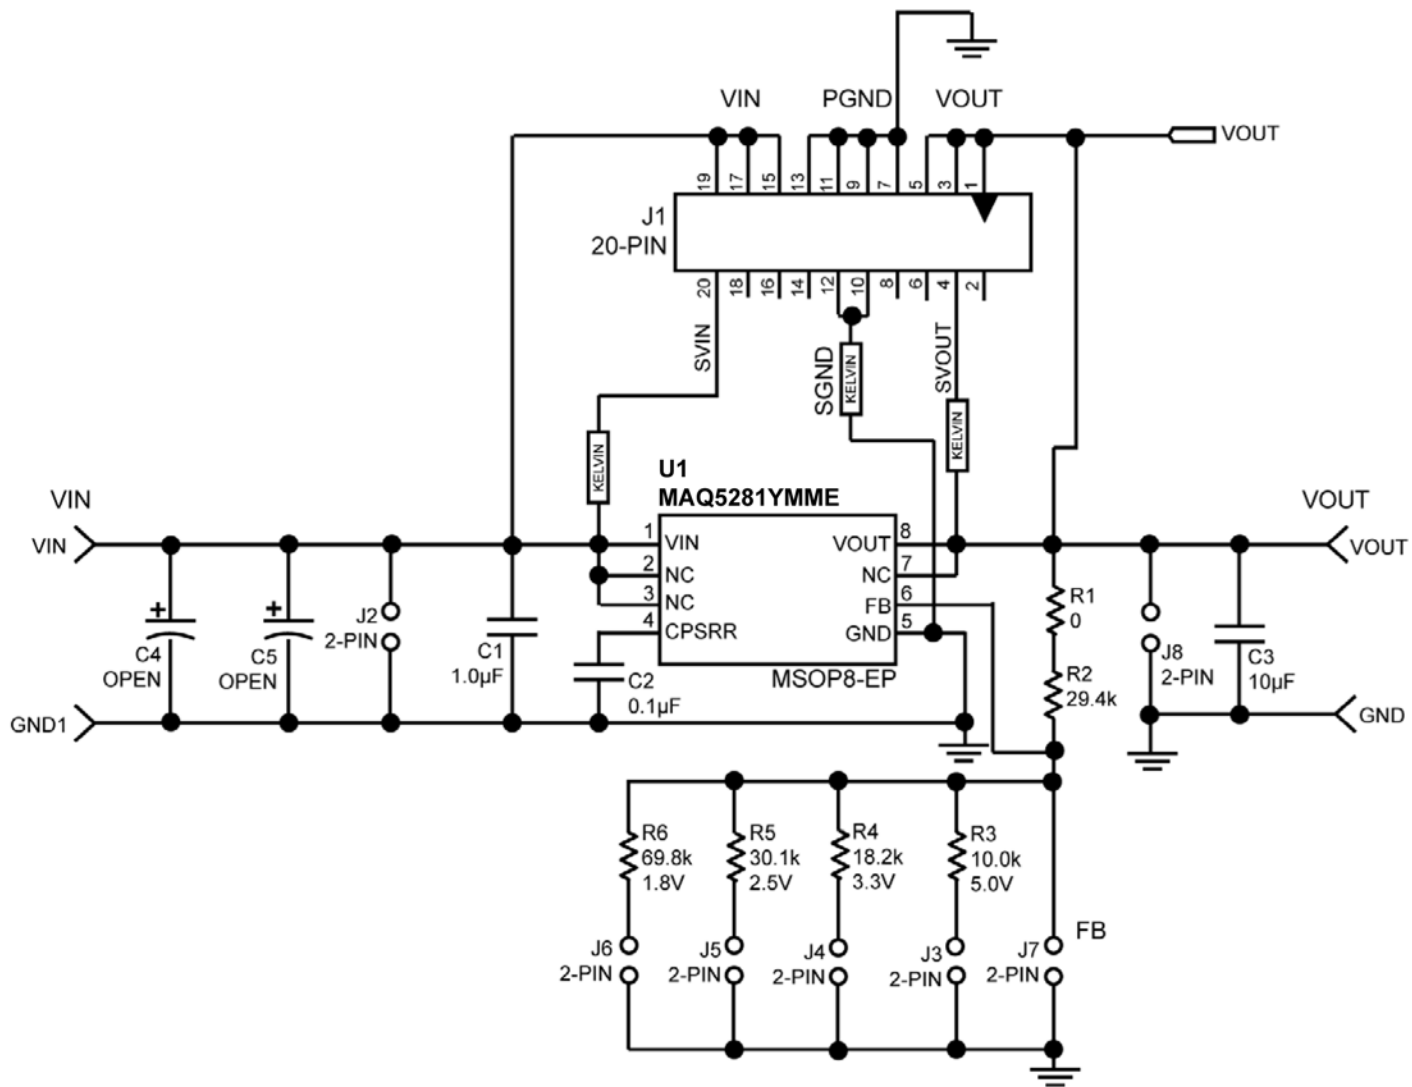 VIN PGND VOUT
VOUT
19 17 15 13 11 9 7 5 3 1
J1
20-PIN
20 18 16 14 12 10 8 6 4 2
SVIN
SGND
SVOUT
KELVIN
KELVIN
KELVIN
U1
MAQ5281YMME
VIN
VIN
VOUT
VOUT
1 VIN VOUT 8
2 NC NC 7
3 NC FB 6
4 CPSRR GND 5
MSOP8-EP
C4
OPEN
C5
OPEN
J2
2-PIN
C1
1.0µF
C2
0.1µF
R1
0
R2
29.4k
J8
2-PIN
C3
10µF
GND1
GND
R6
69.8k
1.8V
R5
30.1k
2.5V
R4
18.2k
3.3V
R3
10.0k
5.0V
FB
J6
2-PIN
J5
2-PIN
J4
2-PIN
J3
2-PIN
J7
2-PIN